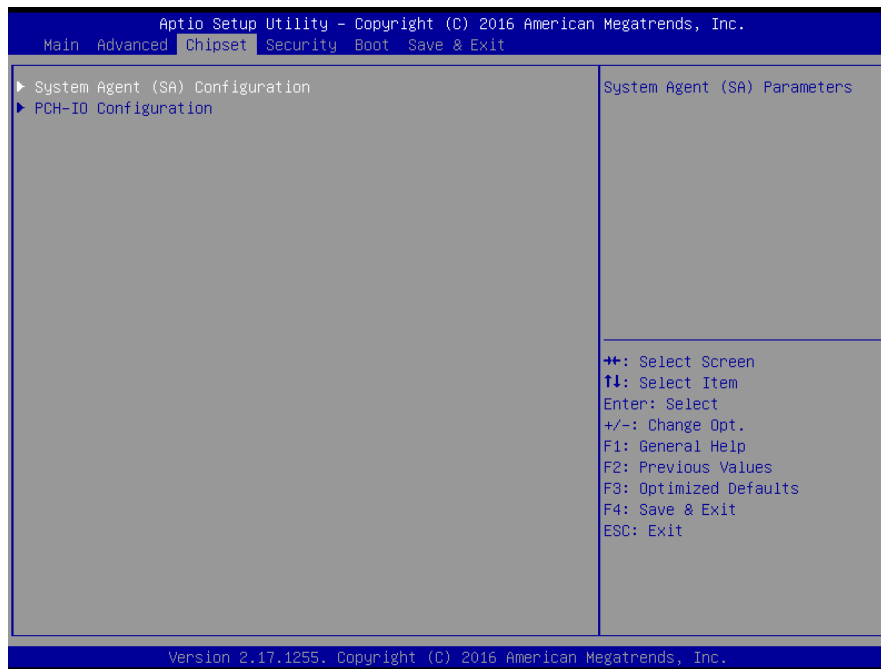 Aptio Setup Utility – Copyright (C) 2016 American Megatrends, Inc.
Main Advanced Chipset Security Boot Save & Exit
▶ System Agent (SA) Configuration
▶ PCH-IO Configuration
System Agent (SA) Parameters
→←: Select Screen
↑↓: Select Item
Enter: Select
+/-: Change Opt.
F1: General Help
F2: Previous Values
F3: Optimized Defaults
F4: Save & Exit
ESC: Exit
Version 2.17.1255. Copyright (C) 2016 American Megatrends, Inc.